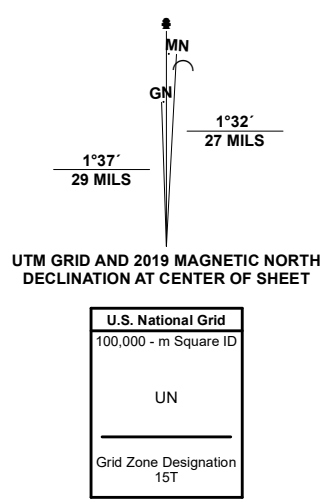 MN
GN
1°32´
27 MILS
1°37´
29 MILS
UTM GRID AND 2019 MAGNETIC NORTH
DECLINATION AT CENTER OF SHEET
U.S. National Grid
100,000 - m Square ID
UN
Grid Zone Designation
15T